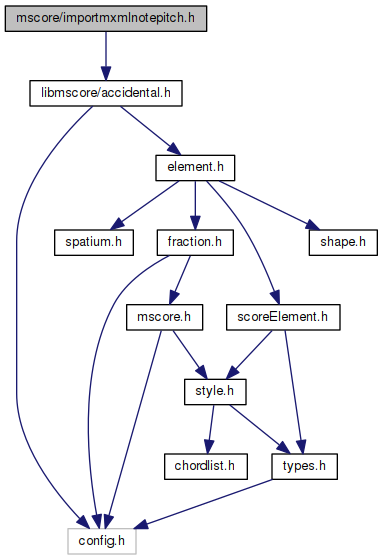 mscore/importmxmlnotepitch.h
libmscore/accidental.h
element.h
spatium.h
fraction.h
shape.h
mscore.h
scoreElement.h
style.h
chordlist.h
types.h
config.h